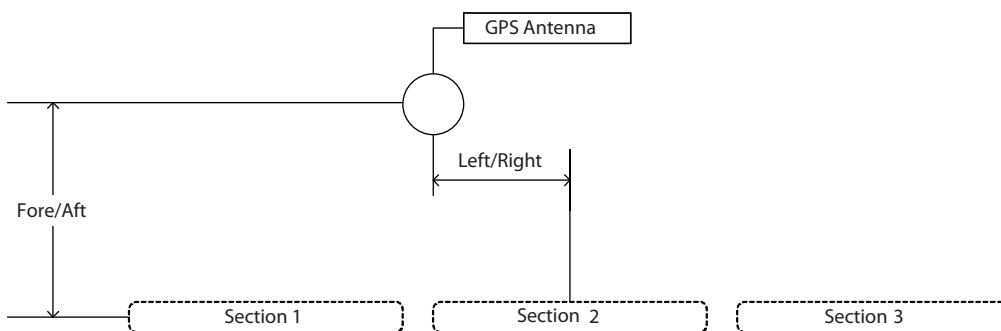 GPS Antenna
Left/Right
Fore/Aft
Section 1
Section 2
Section 3